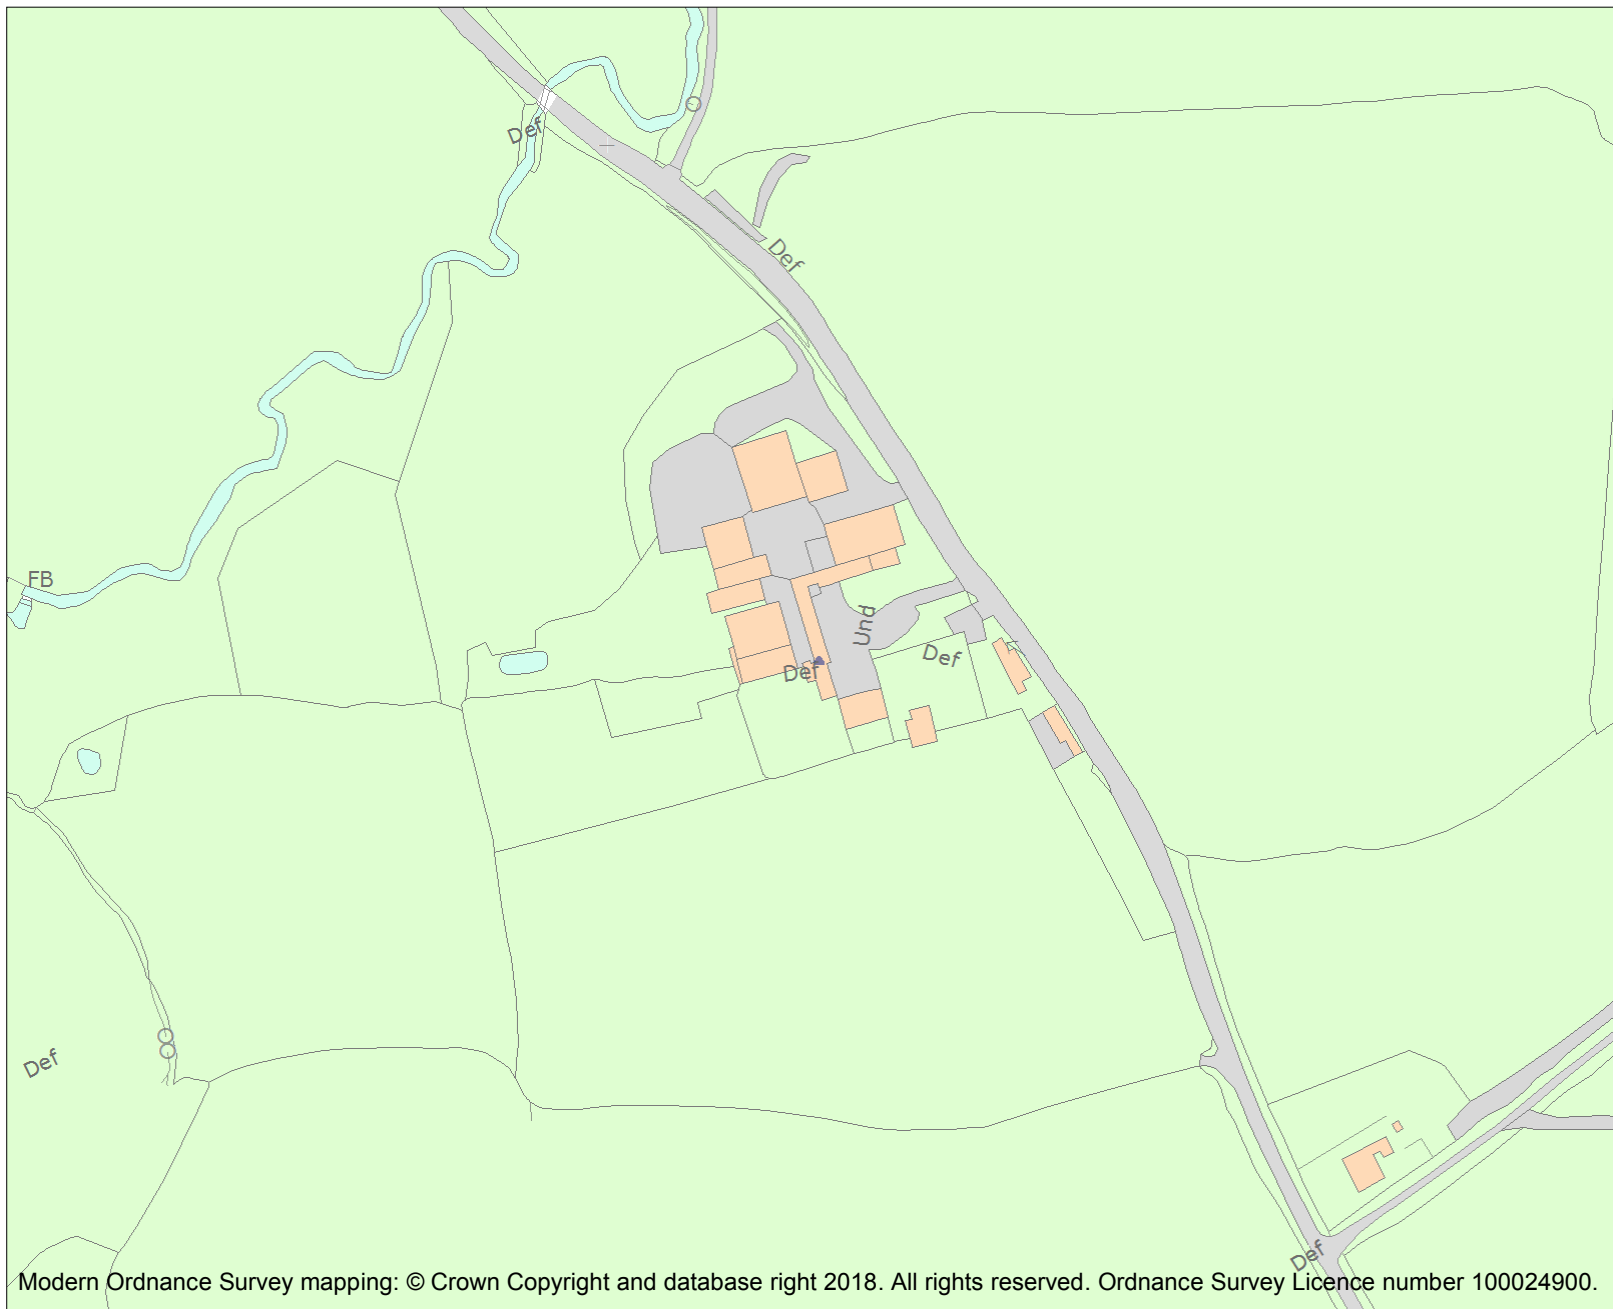 Def
Def
FB
Und
Def
Def
Def
Def
Modern Ordnance Survey mapping: © Crown Copyright and database right 2018. All rights reserved. Ordnance Survey Licence number 100024900.